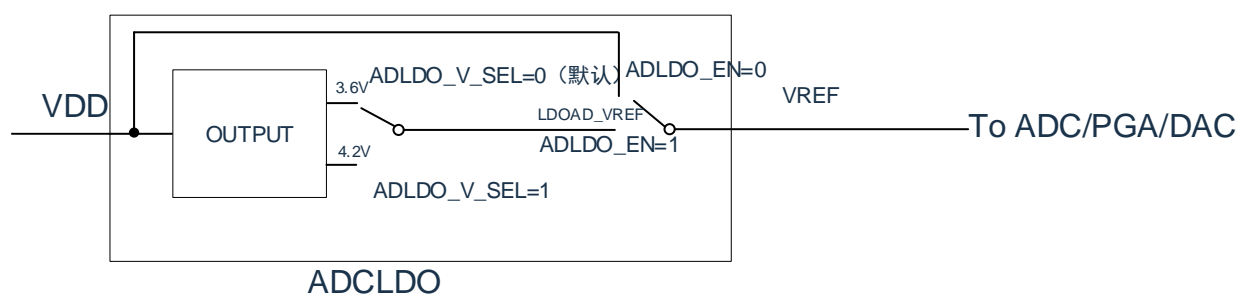 ADLDO_V_SEL=0（默认）
ADLDO_EN=0
3.6V
VDD
VREF
LDOAD_VREF
OUTPUT
To ADC/PGA/DAC
ADLDO_EN=1
4.2V
ADLDO_V_SEL=1
ADCLDO